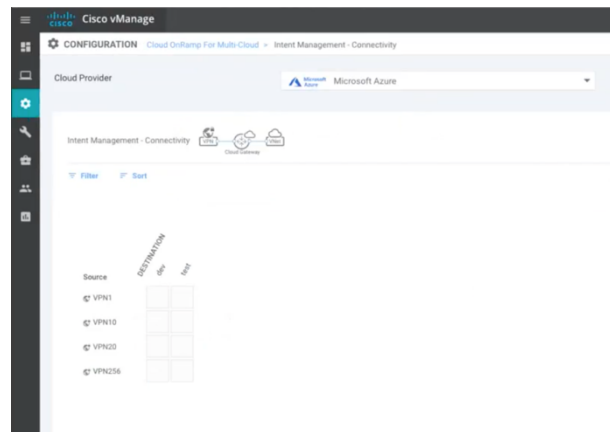 cisco Cisco vManage
CONFIGURATION Cloud OnRamp For Multi-Cloud > Intent Management - Connectivity
Cloud Provider
Microsoft Azure Microsoft Azure
Intent Management - Connectivity VPN Cloud Gateway VNet
Filter Sort
Source DESTINATION dev test
VPN1
VPN10
VPN20
VPN256